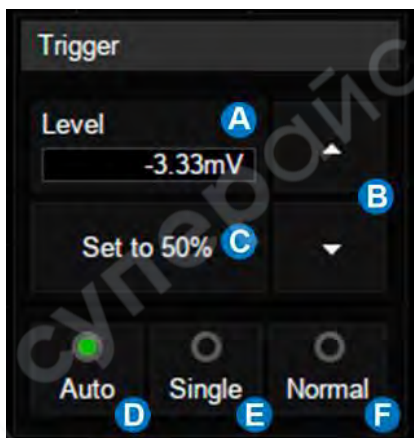 Trigger
Level A
-3.33mV
B
Set to 50% C
Auto Single Normal
D E F
суперайс